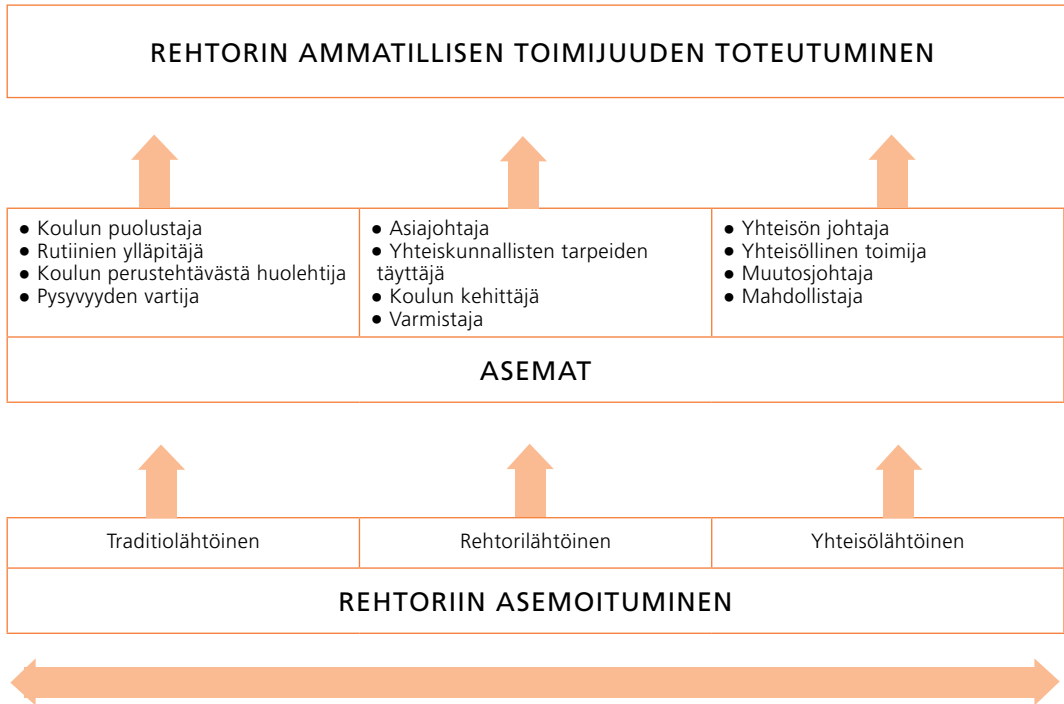 REHTORIN AMMATILLISEN TOIMIJUUDEN TOTEUTUMINEN
● Koulun puolustaja
● Rutiinien ylläpitäjä
● Koulun perustehtävästä huolehtija
● Pysyvyyden vartija
● Asiajohtaja
● Yhteiskunnallisten tarpeiden
täyttäjä
● Koulun kehittäjä
● Varmistaja
● Yhteisön johtaja
● Yhteisöllinen toimija
● Muutosjohtaja
● Mahdollistaja
ASEMAT
Traditiolähtöinen
Rehtorilähtöinen
Yhteisölähtöinen
REHTORIIN ASEMOITUMINEN